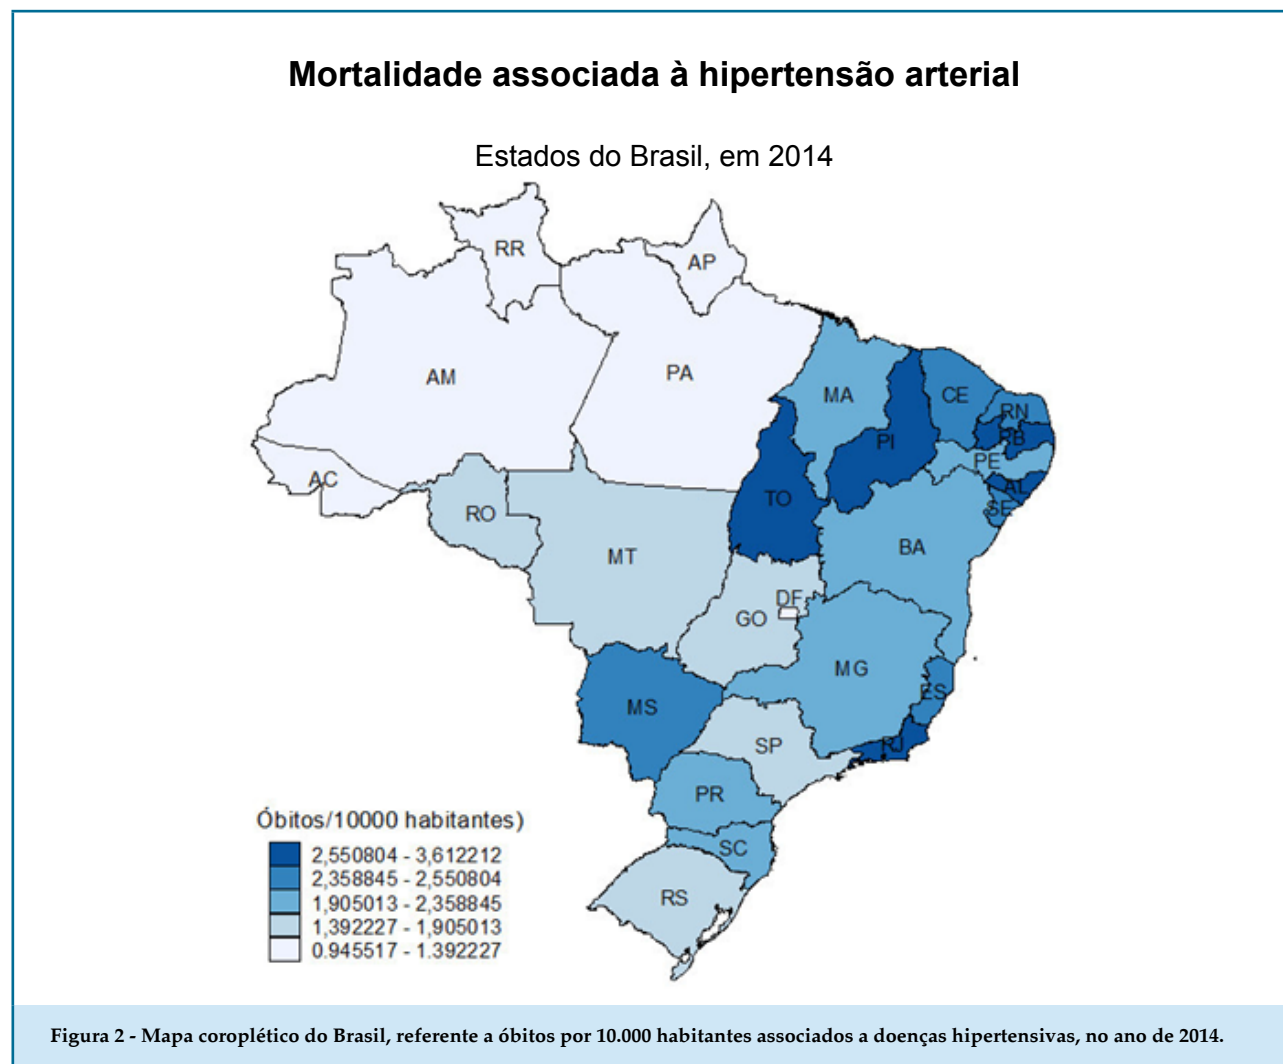 Mortalidade associada à hipertensão arterial
Estados do Brasil, em 2014
RR
AP
AM
PA
MA
CE
RN
PI
RB
PE
AC
TO
AL
SE
RO
BA
MT
DF
GO
MG
ES
MS
SP
RJ
PR
SC
RS
Óbitos/10000 habitantes)
2,550804 - 3,612212
2,358845 - 2,550804
1,905013 - 2,358845
1,392227 - 1,905013
0.945517 - 1.392227
Figura 2 - Mapa coroplético do Brasil, referente a óbitos por 10.000 habitantes associados a doenças hipertensivas, no ano de 2014.